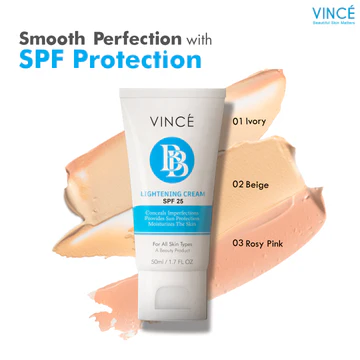 VINCÉ
Beautiful Skin Matters
Smooth Perfection with
SPF Protection
01 Ivory
VINCÉ
BB
LIGHTENING CREAM
SPF 25
Conceals Imperfections
Provides Sun Protection
Moisturizes The Skin
For All Skin Types
A Beauty Product
50ml / 1.7 FL OZ
02 Beige
03 Rosy Pink